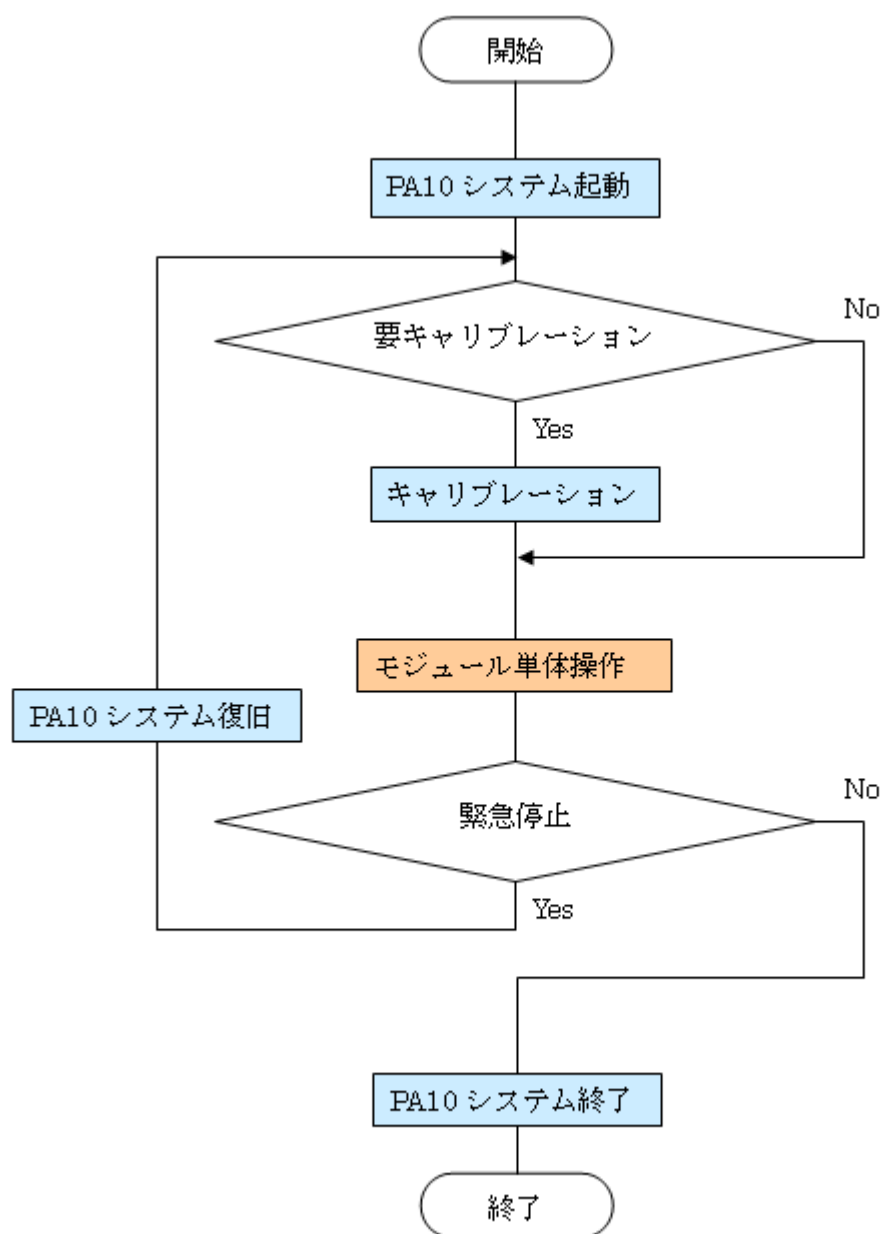 開始
PA10 システム起動
要キャリブレーション
No
Yes
キャリブレーション
モジュール単体操作
PA10 システム復旧
緊急停止
No
Yes
PA10 システム終了
終了